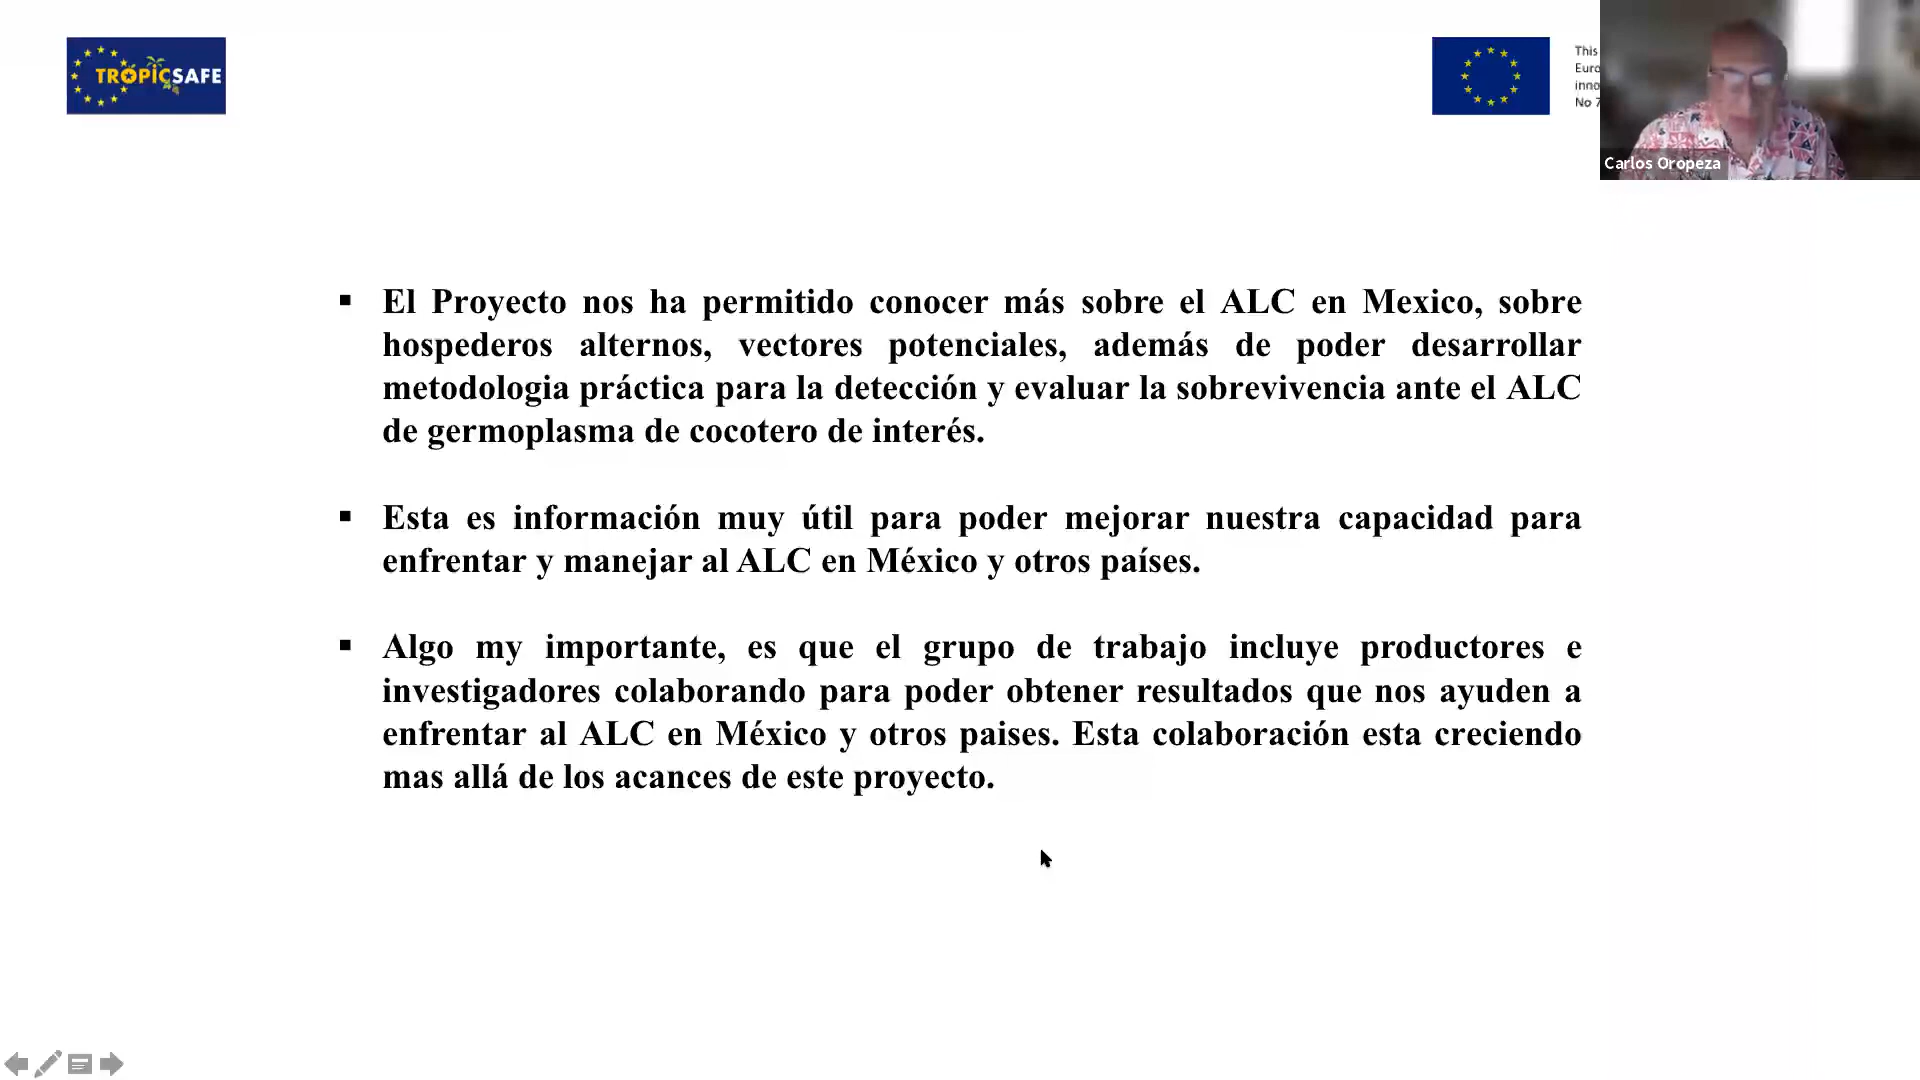 TROPICSAFE
This
Euro
inno
No 7
Carlos Oropeza
▪ El Proyecto nos ha permitido conocer más sobre el ALC en Mexico, sobre
hospederos alternos, vectores potenciales, además de poder desarrollar
metodologia práctica para la detección y evaluar la sobrevivencia ante el ALC
de germoplasma de cocotero de interés.
▪ Esta es información muy útil para poder mejorar nuestra capacidad para
enfrentar y manejar al ALC en México y otros países.
▪ Algo my importante, es que el grupo de trabajo incluye productores e
investigadores colaborando para poder obtener resultados que nos ayuden a
enfrentar al ALC en México y otros paises. Esta colaboración esta creciendo
mas allá de los acances de este proyecto.